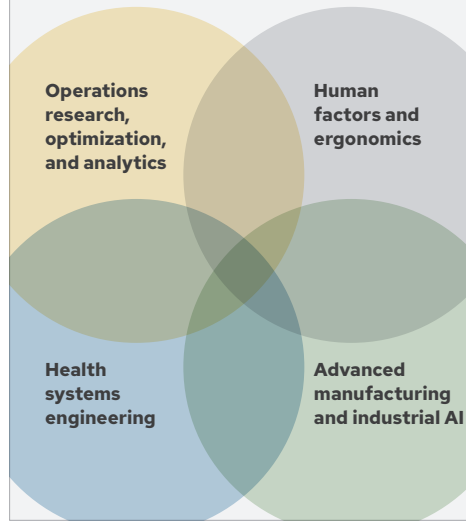 Operations
research,
optimization,
and analytics
Human
factors and
ergonomics
Health
systems
engineering
Advanced
manufacturing
and industrial AI